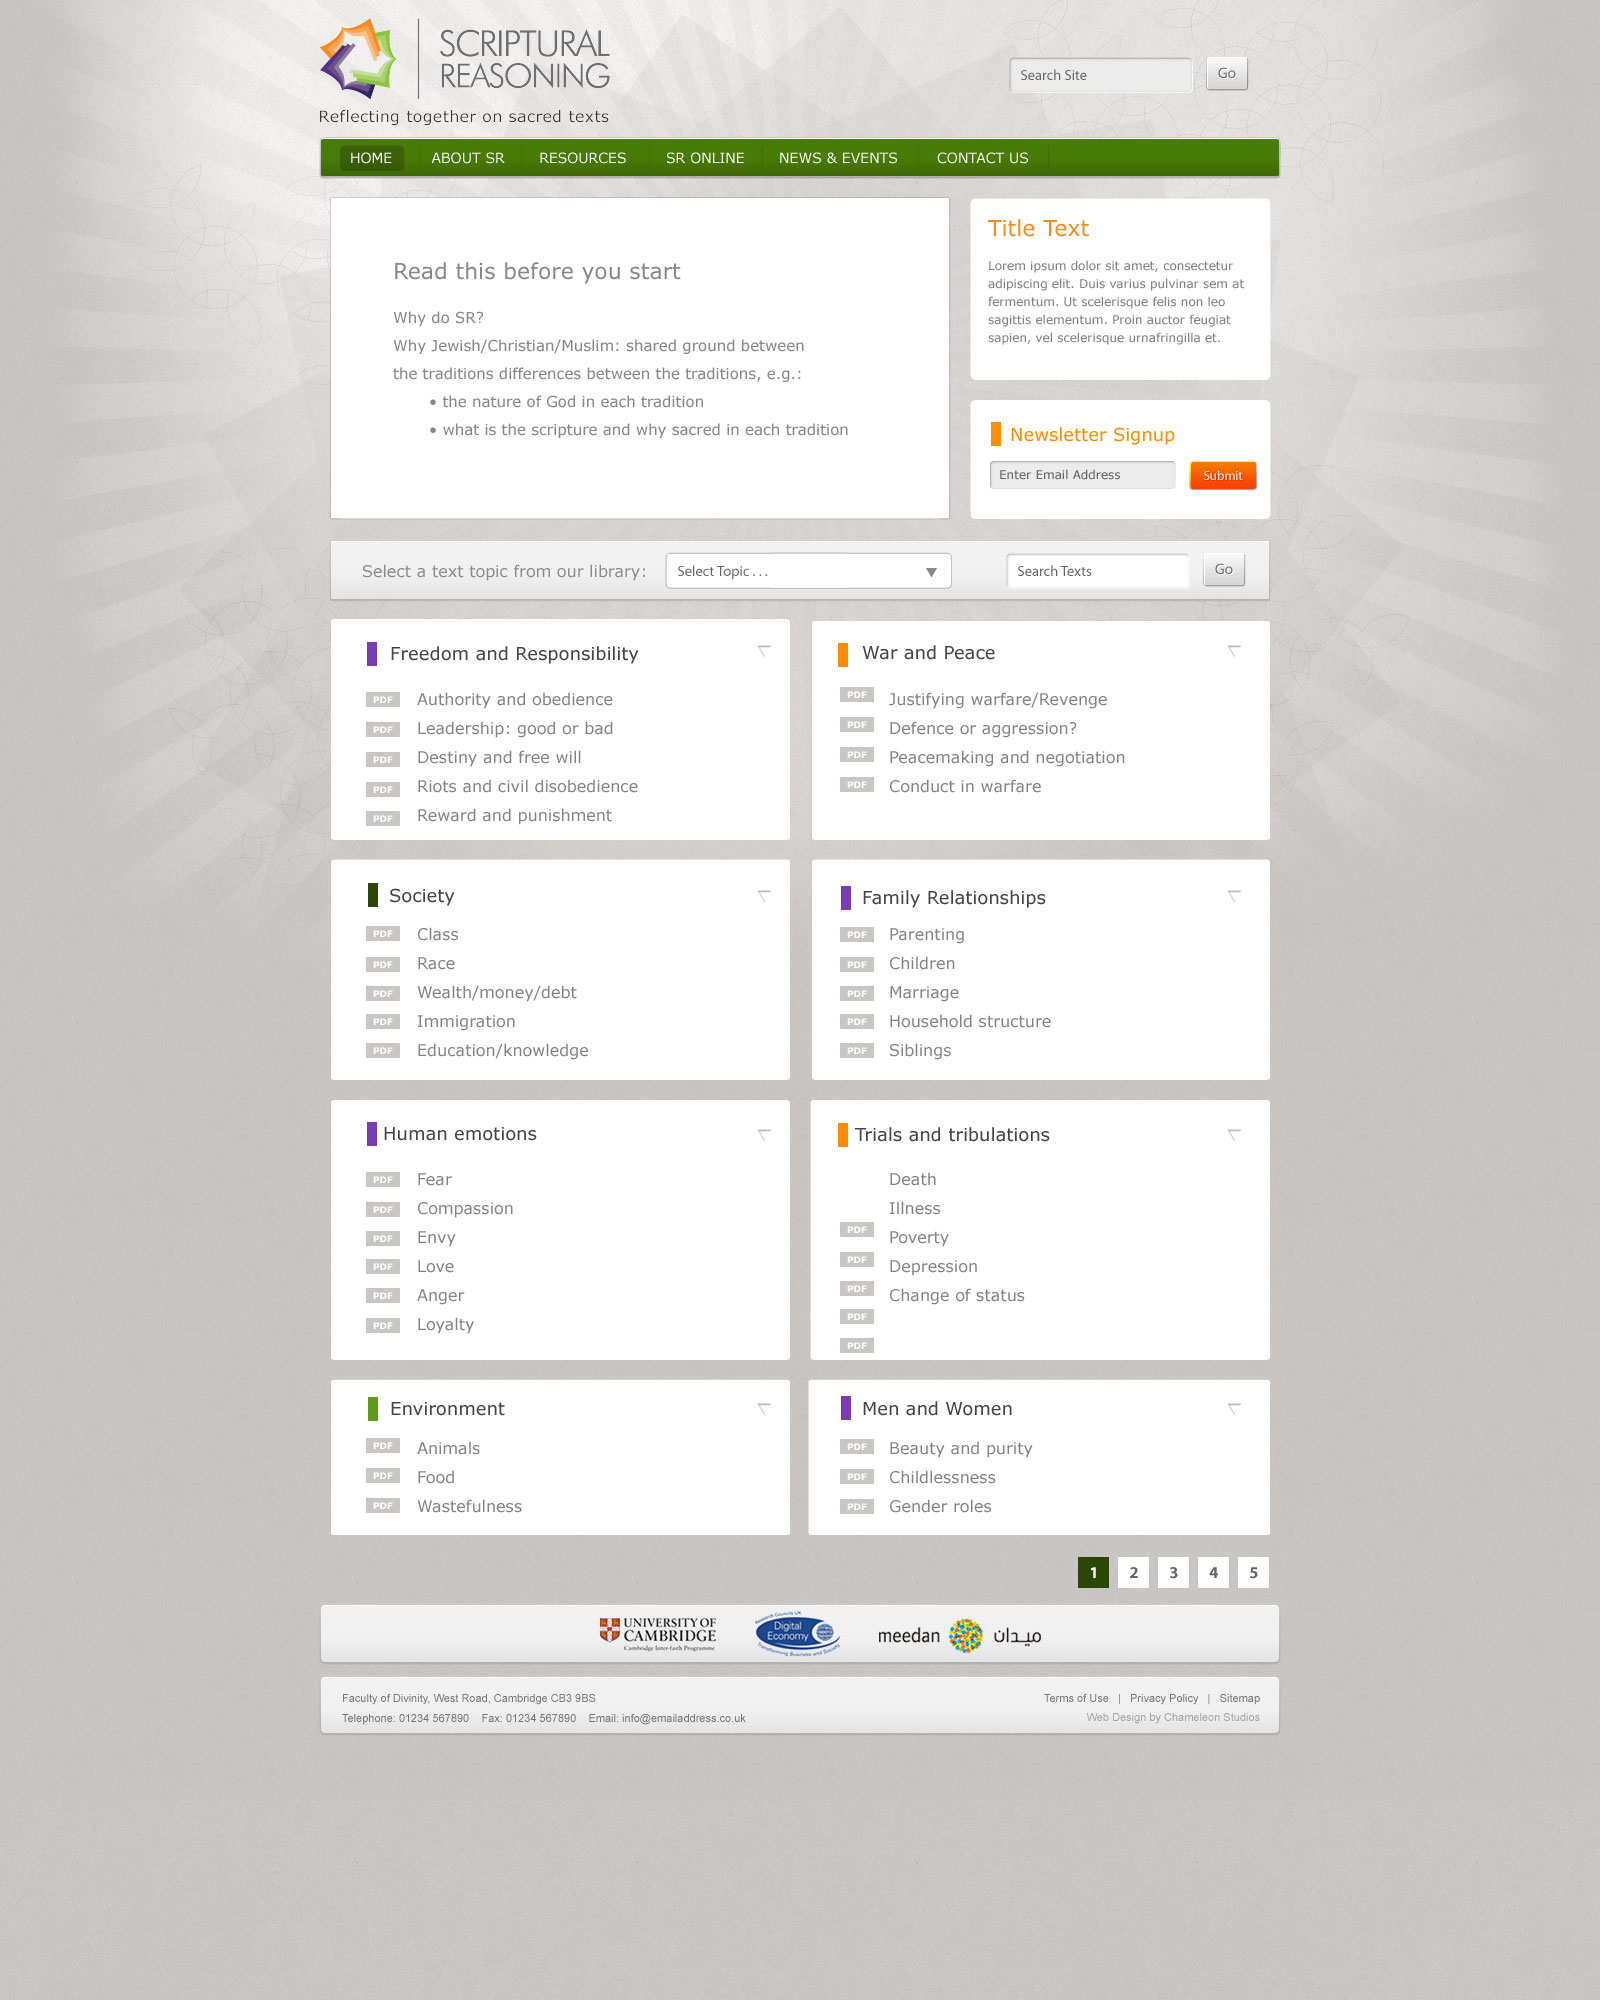 SCRIPTURAL
REASONING
Reflecting together on sacred texts
Search Site
Go
HOME
ABOUT SR
RESOURCES
SR ONLINE
NEWS & EVENTS
CONTACT US
Read this before you start
Why do SR?
Why Jewish/Christian/Muslim: shared ground between
the traditions differences between the traditions, e.g.:
• the nature of God in each tradition
• what is the scripture and why sacred in each tradition
Title Text
Lorem ipsum dolor sit amet, consectetur
adipiscing elit. Duis varius pulvinar sem at
fermentum. Ut scelerisque felis non leo
sagittis elementum. Proin auctor feugiat
sapien, vel scelerisque urnafringilla et.
Newsletter Signup
Enter Email Address
Submit
Select a text topic from our library:
Select Topic . . .
Search Texts
Go
Freedom and Responsibility
PDF Authority and obedience
PDF Leadership: good or bad
PDF Destiny and free will
PDF Riots and civil disobedience
PDF Reward and punishment
War and Peace
PDF Justifying warfare/Revenge
PDF Defence or aggression?
PDF Peacemaking and negotiation
PDF Conduct in warfare
Society
PDF Class
PDF Race
PDF Wealth/money/debt
PDF Immigration
PDF Education/knowledge
Family Relationships
PDF Parenting
PDF Children
PDF Marriage
PDF Household structure
PDF Siblings
Human emotions
PDF Fear
PDF Compassion
PDF Envy
PDF Love
PDF Anger
PDF Loyalty
Trials and tribulations
Death
Illness
PDF Poverty
PDF Depression
PDF Change of status
PDF
PDF
Environment
PDF Animals
PDF Food
PDF Wastefulness
Men and Women
PDF Beauty and purity
PDF Childlessness
PDF Gender roles
1 2 3 4 5
UNIVERSITY OF
CAMBRIDGE
Cambridge Inter-faith Programme
Research Councils UK
Digital
Economy
Transforming Business and Society
meedan ميدان
Faculty of Divinity, West Road, Cambridge CB3 9BS
Telephone: 01234 567890 Fax: 01234 567890 Email: info@emailaddress.co.uk
Terms of Use | Privacy Policy | Sitemap
Web Design by Chameleon Studios